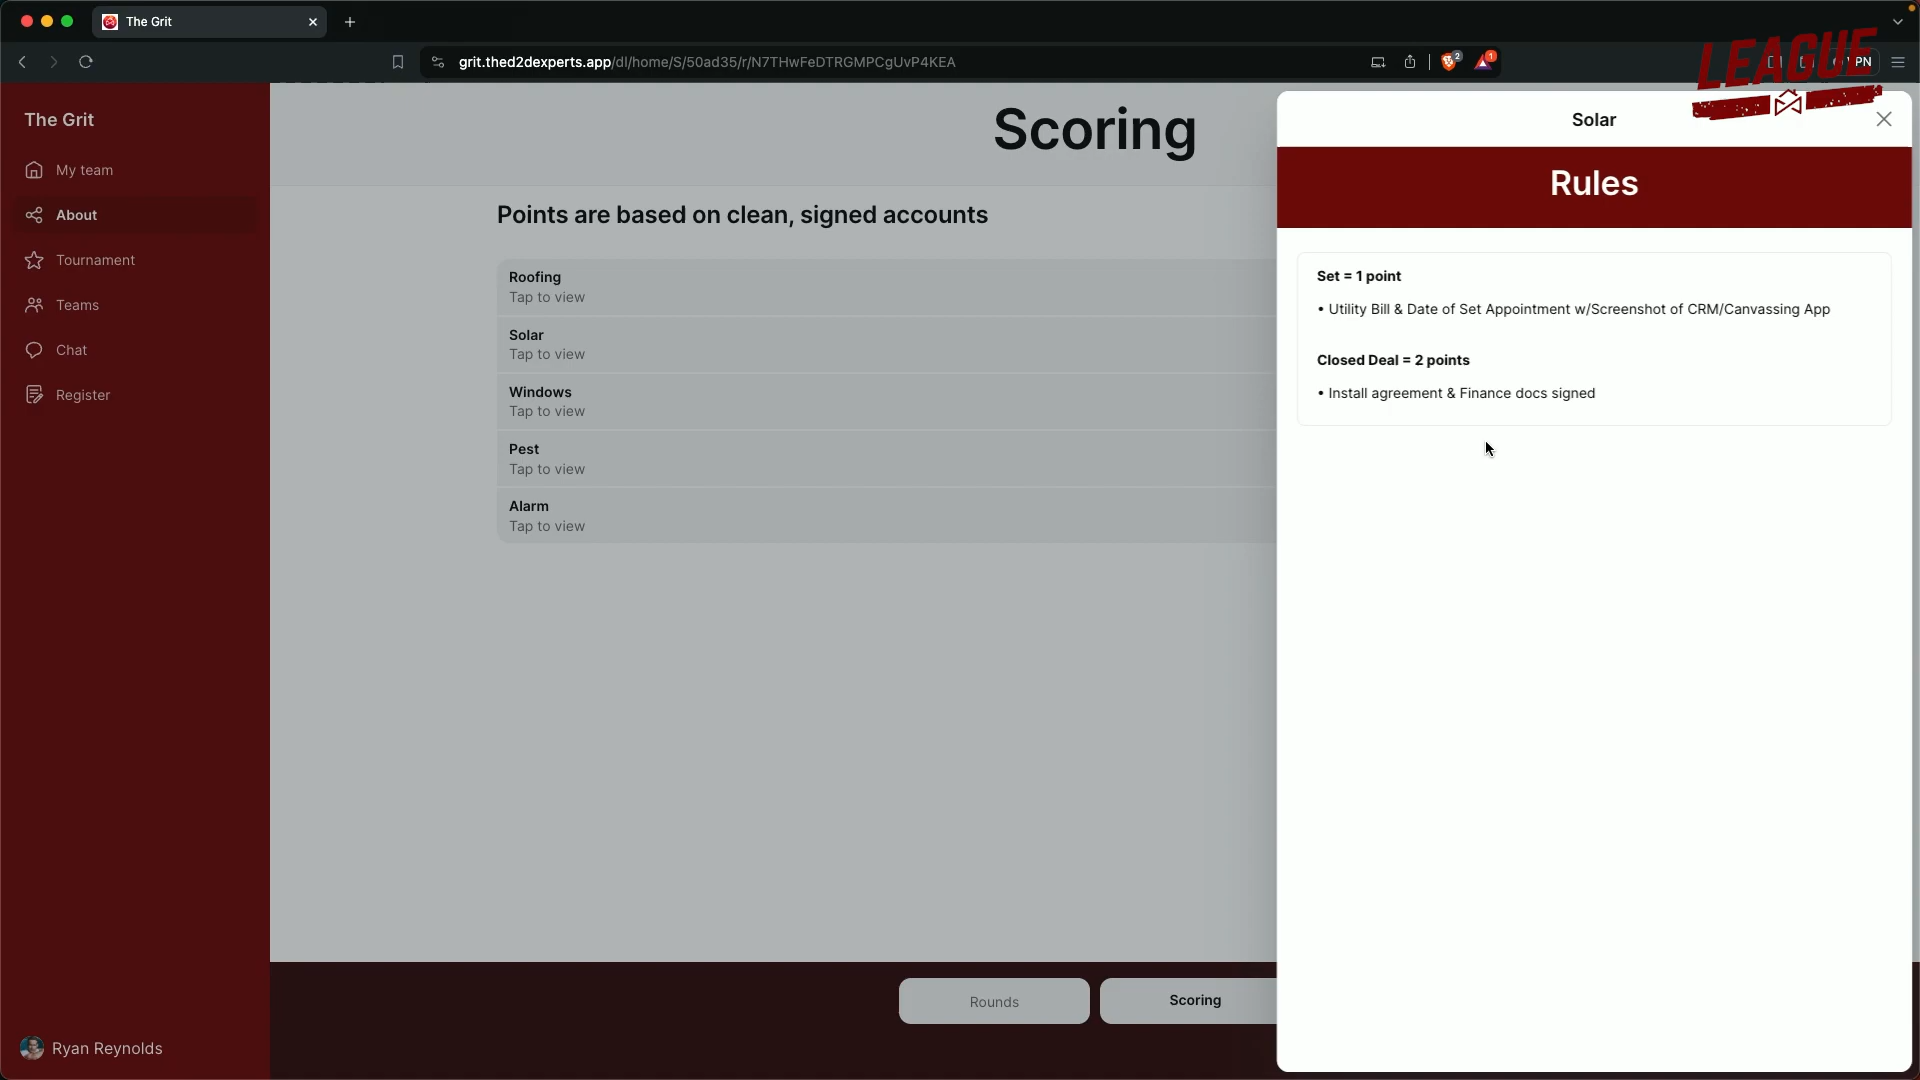 The Grit
grit.thed2dexperts.app/dl/home/S/50ad35/r/N7THwFeDTRGMPCgUvP4KEA
2
1
VPN
LEAGUE
The Grit
My team
About
Tournament
Teams
Chat
Register
Ryan Reynolds
Scoring
Points are based on clean, signed accounts
Roofing
Tap to view
Solar
Tap to view
Windows
Tap to view
Pest
Tap to view
Alarm
Tap to view
Rounds
Scoring
Solar
Rules
Set = 1 point
• Utility Bill & Date of Set Appointment w/Screenshot of CRM/Canvassing App
Closed Deal = 2 points
• Install agreement & Finance docs signed